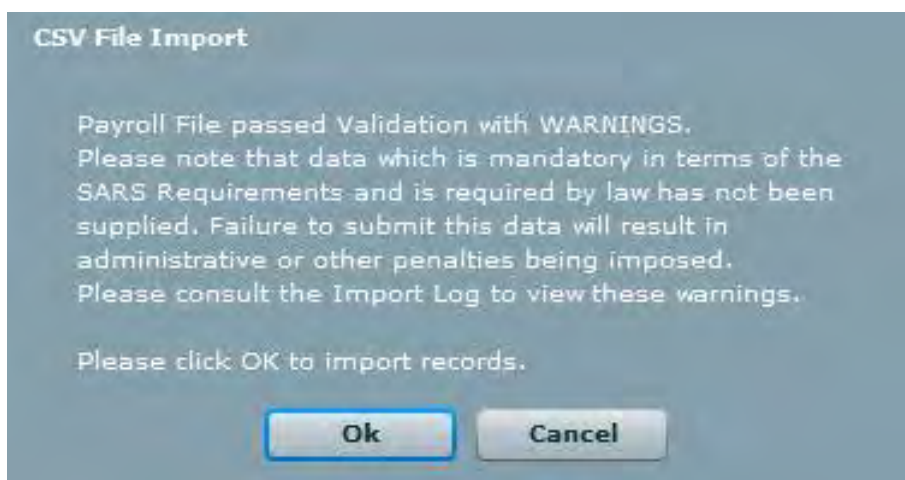 CSV File Import
Payroll File passed Validation with WARNINGS.
Please note that data which is mandatory in terms of the
SARS Requirements and is required by law has not been
supplied. Failure to submit this data will result in
administrative or other penalties being imposed.
Please consult the Import Log to view these warnings.
Please click OK to import records.
Ok Cancel